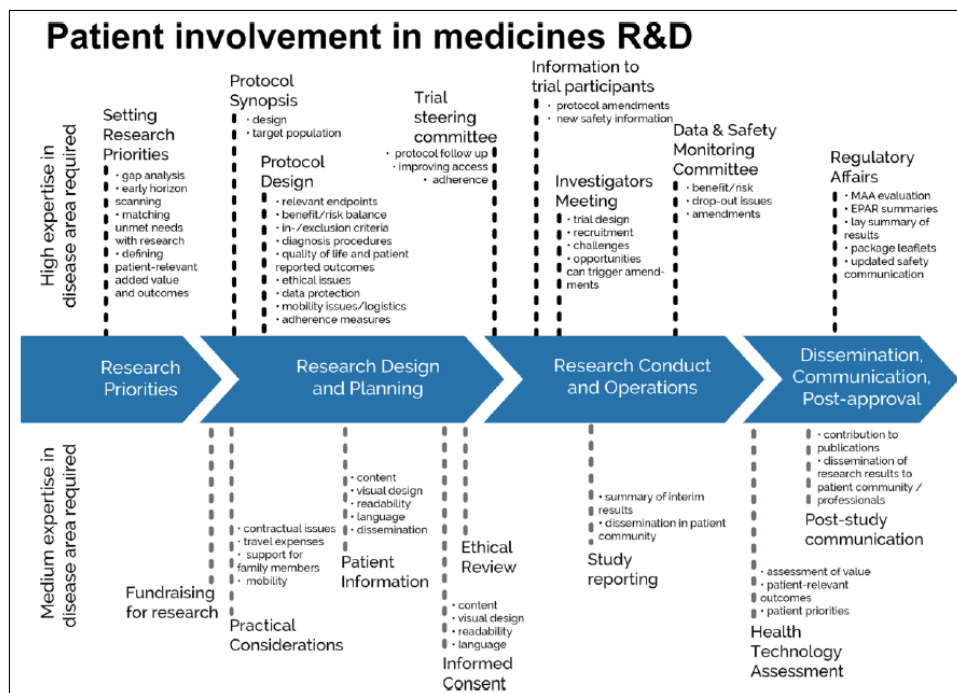 Patient involvement in medicines R&D
High expertise in
disease area required
Setting
Research
Priorities
• gap analysis
• early horizon
scanning
• matching
unmet needs
with research
• defining
patient-relevant
added value
and outcomes
Protocol
Synopsis
• design
• target population
Protocol
Design
• relevant endpoints
• benefit/risk balance
• in-/exclusion criteria
• diagnosis procedures
• quality of life and patient
reported outcomes
• ethical issues
• data protection
• mobility issues/logistics
• adherence measures
Trial
steering
committee
• protocol follow up
• improving access
• adherence
Information to
trial participants
• protocol amendments
• new safety information
Investigators
Meeting
• trial design
• recruitment
• challenges
• opportunities
can trigger amend-
ments
Data & Safety
Monitoring
Committee
• benefit/risk
• drop-out issues
• amendments
Regulatory
Affairs
• MAA evaluation
• EPAR summaries
• lay summary of
results
• package leaflets
• updated safety
communication
Research
Priorities
Research Design
and Planning
Research Conduct
and Operations
Dissemination,
Communication,
Post-approval
Medium expertise in
disease area required
Fundraising
for research
• contractual issues
• travel expenses
• support for
family members
• mobility
Practical
Considerations
• content
• visual design
• readability
• language
• dissemination
Patient
Information
• content
• visual design
• readability
• language
Informed
Consent
Ethical
Review
• summary of interim
results
• dissemination in patient
community
Study
reporting
• assessment of value
• patient-relevant
outcomes
• patient priorities
Health
Technology
Assessment
• contribution to
publications
• dissemination of
research results to
patient community /
professionals
Post-study
communication